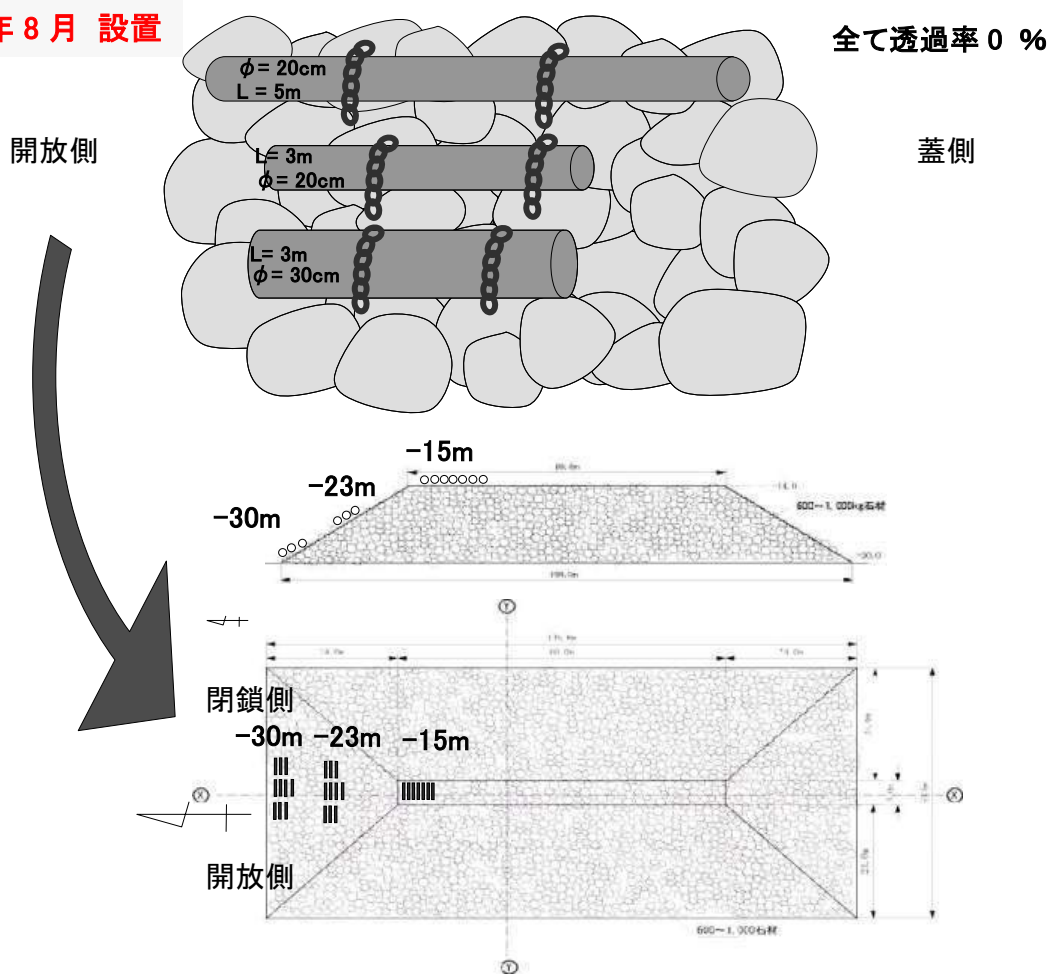 年8月 設置
全て透過率0 %
φ= 20cm
L = 5m
開放側
蓋側
L= 3m
φ= 20cm
L= 3m
φ= 30cm
-15m
-23m
-30m
600~1,000kg石材
閉鎖側
-30m
-23m
-15m
開放側
600~1,000石材
Y
X
X
Y